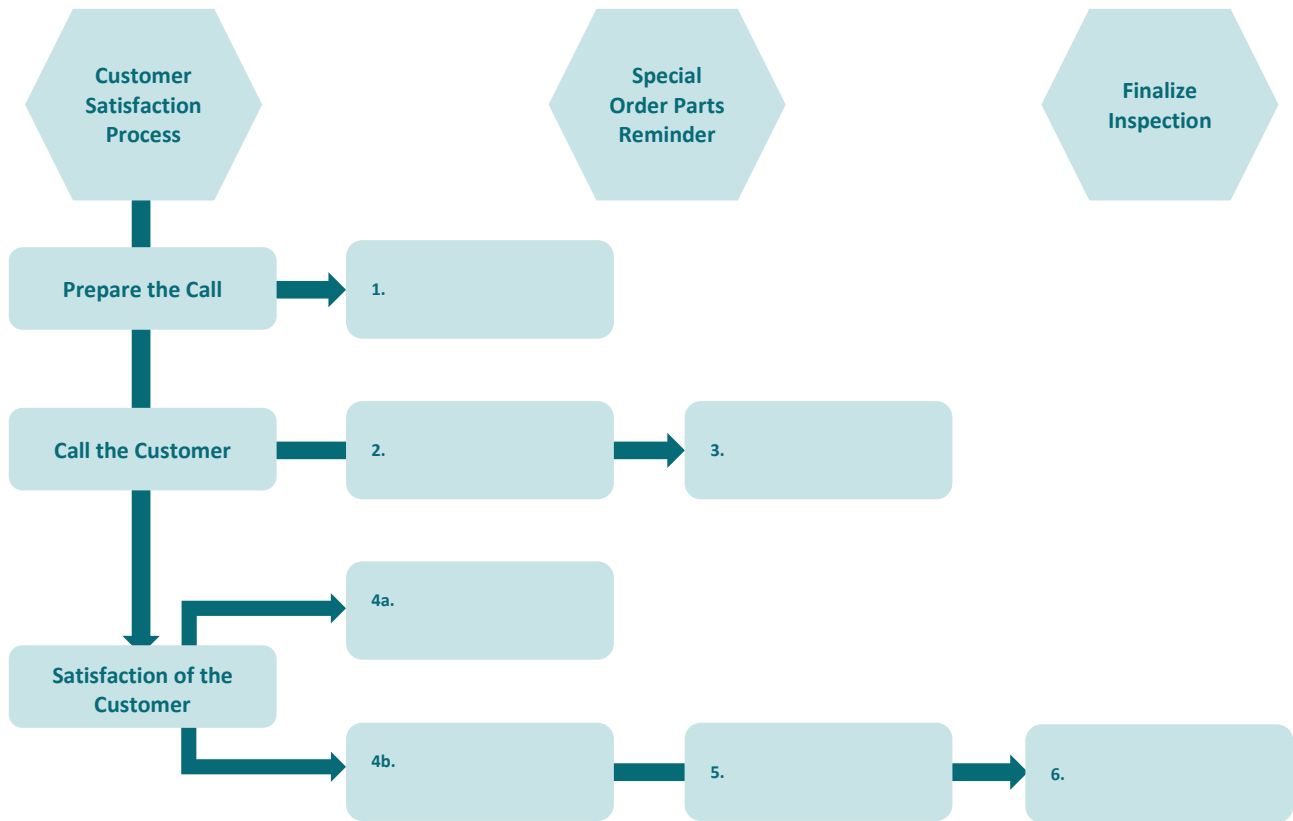 Customer
Satisfaction
Process
Special
Order Parts
Reminder
Finalize
Inspection
Prepare the Call
1.
Call the Customer
2.
3.
4a.
Satisfaction of the
Customer
4b.
5.
6.